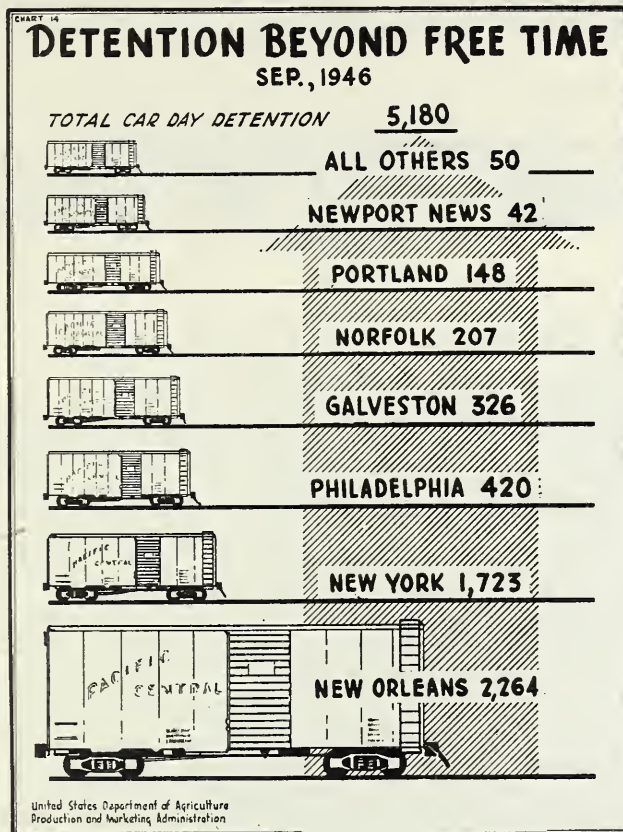 CHART 14
DETENTION BEYOND FREE TIME
SEP., 1946
TOTAL CAR DAY DETENTION 5,180
ALL OTHERS 50
NEWPORT NEWS 42
PORTLAND 148
NORFOLK 207
GALVESTON 326
PHILADELPHIA 420
PACIFIC
CENTRAL
NEW YORK 1,723
PACIFIC
CENTRAL
NEW ORLEANS 2,264
United States Department of Agriculture
Production and Marketing Administration